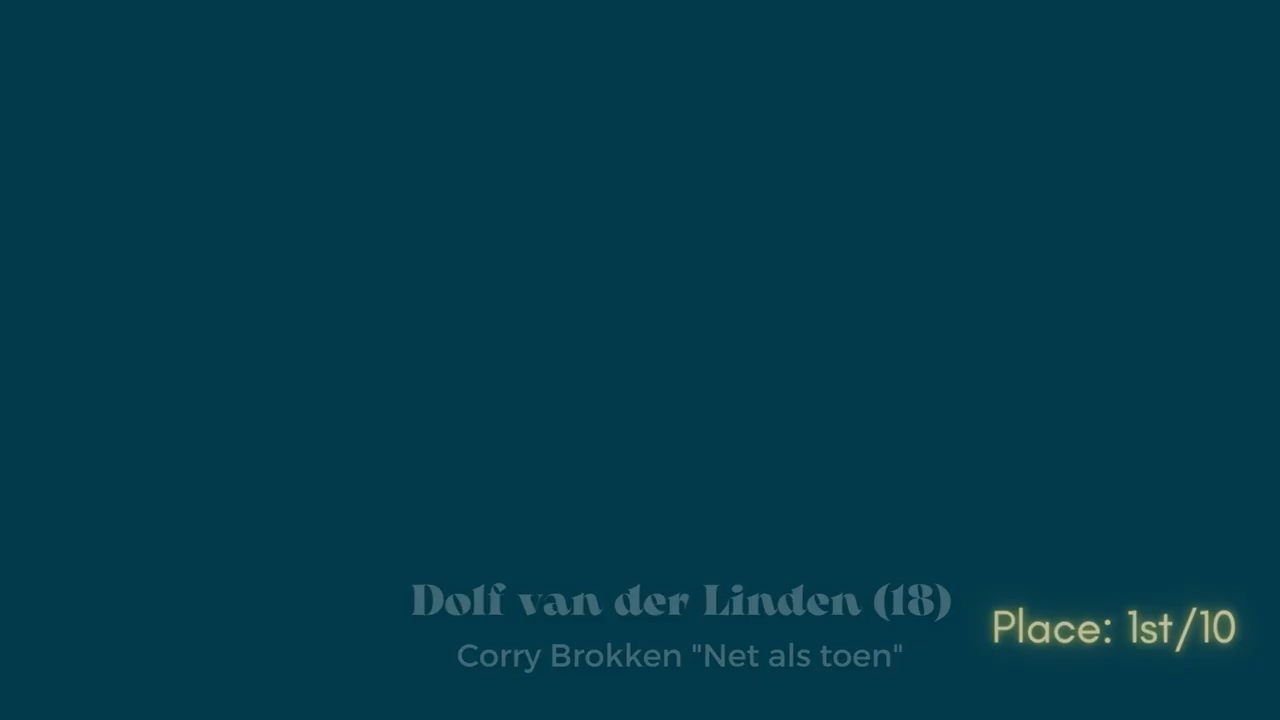 Dolf van der Linden (18)
Corry Brokken "Net als toen"
Place: 1st/10